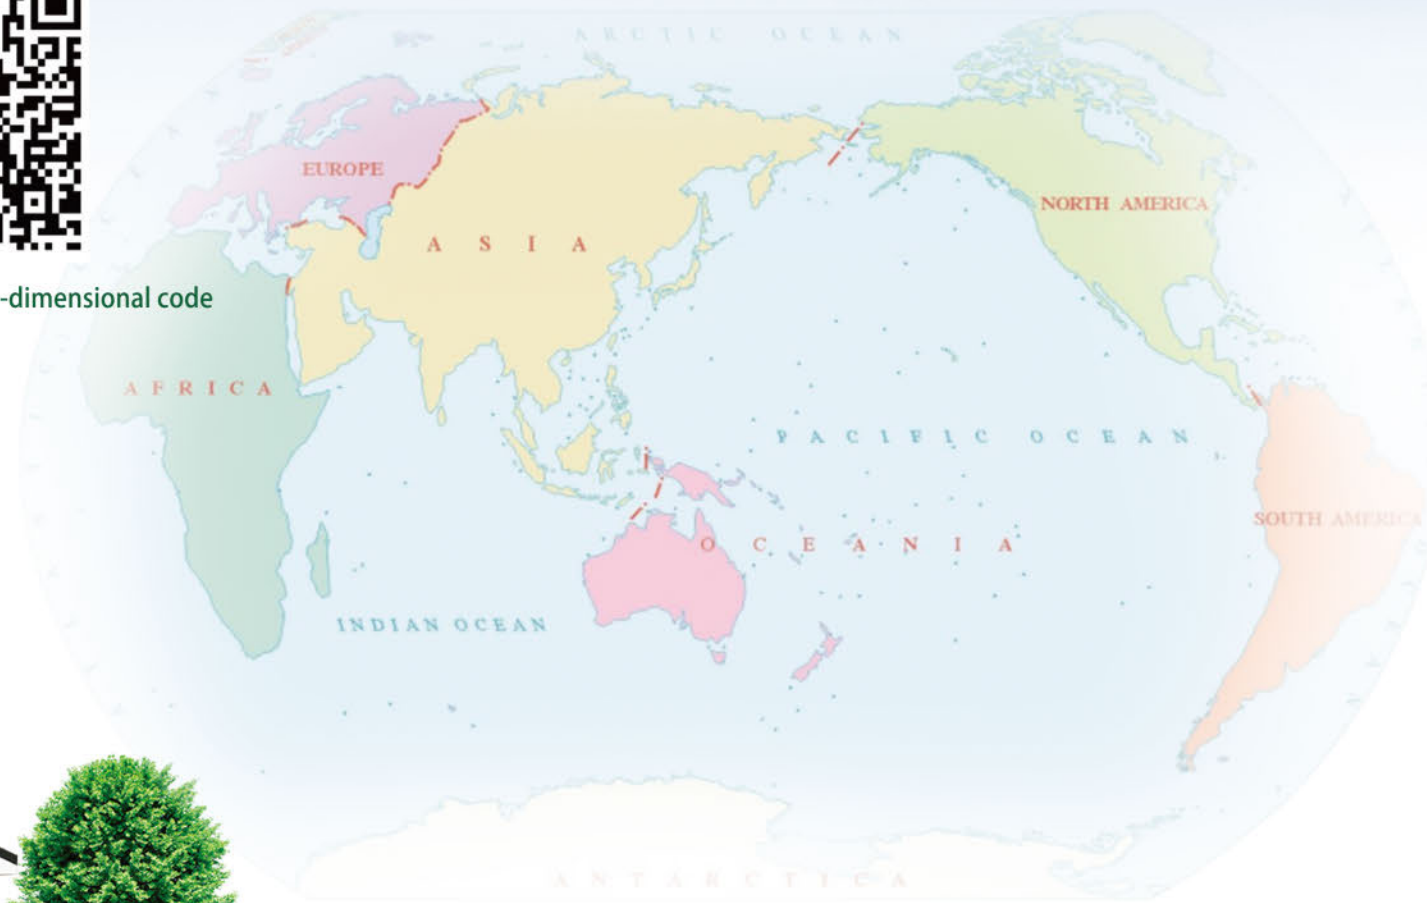 ARCTIC OCEAN
EUROPE
NORTH AMERICA
ASIA
-dimensional code
AFRICA
PACIFIC OCEAN
SOUTH AMERICA
OCEANIA
INDIAN OCEAN
ANTARCTICA